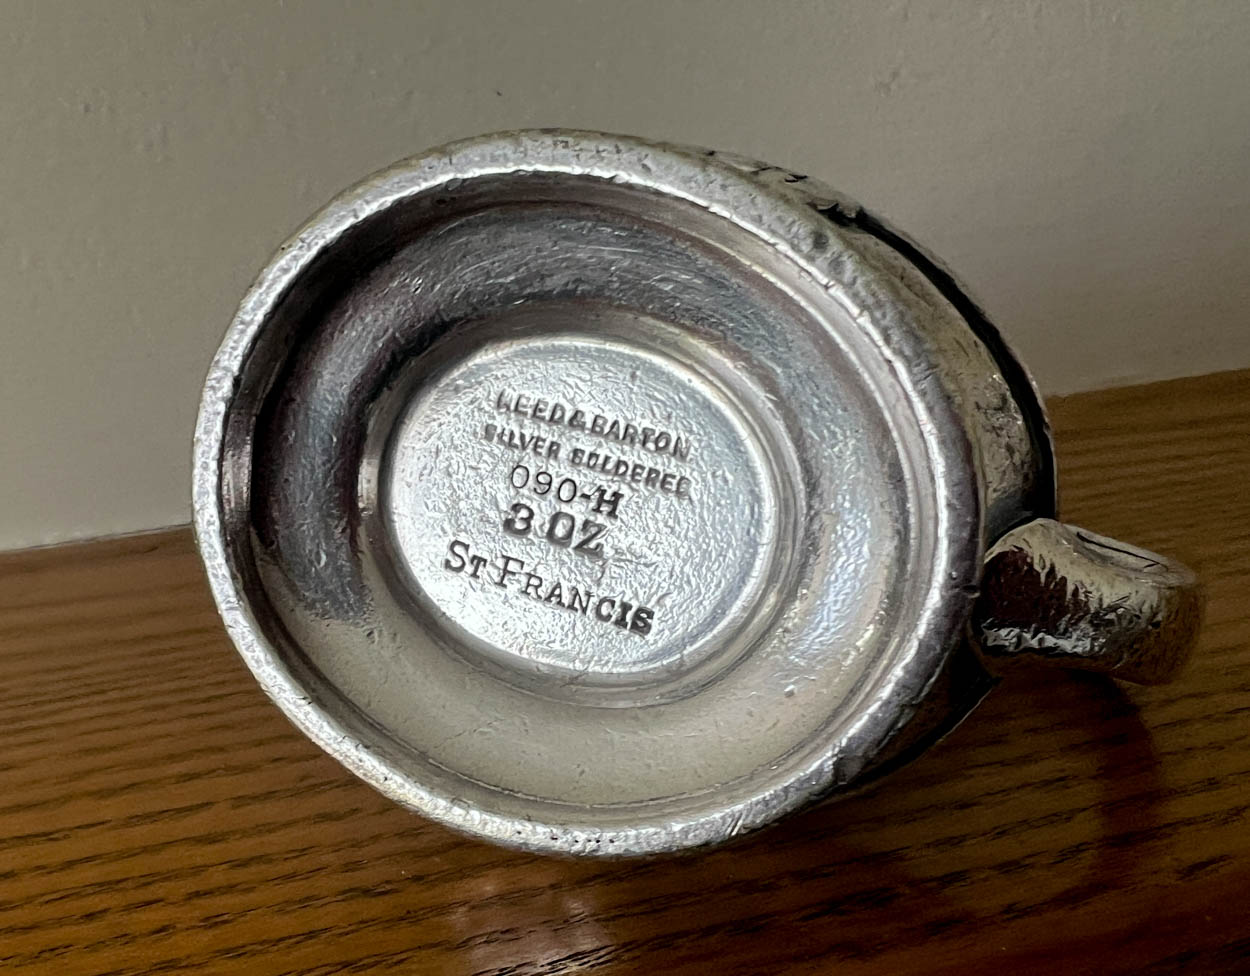 REED & BARTON
SILVER SOLDERED
090-H
3 OZ
ST FRANCIS